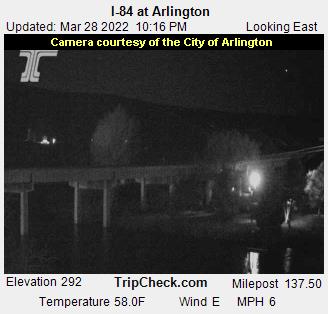 I-84 at Arlington
Updated: Mar 28 2022 10:16 PM Looking East
Camera courtesy of the City of Arlington
Elevation 292 TripCheck.com Milepost 137.50
Temperature 58.0F Wind E MPH 6